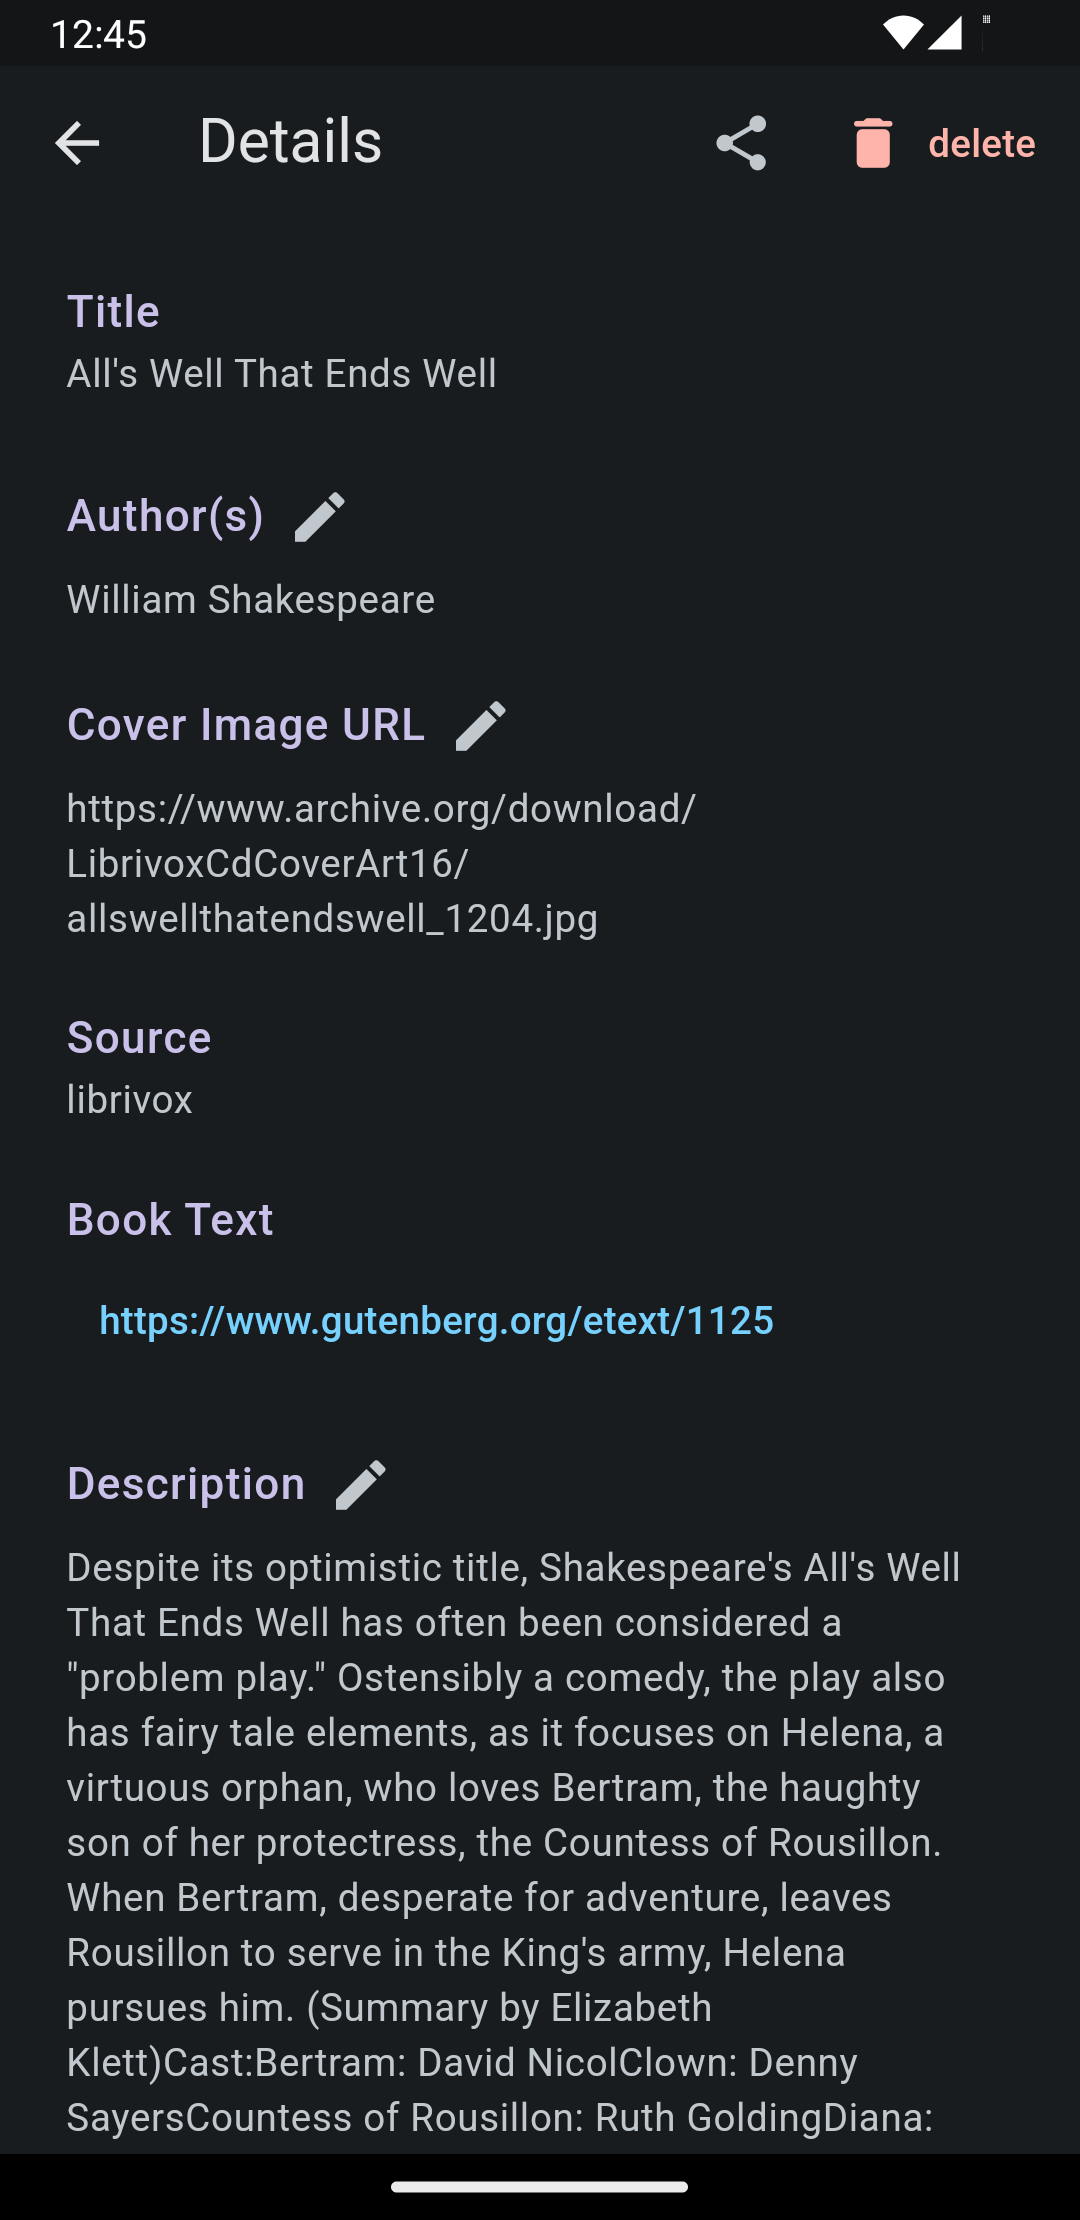 12:45
Details
delete
Title
All's Well That Ends Well
Author(s)
William Shakespeare
Cover Image URL
https://www.archive.org/download/
LibrivoxCdCoverArt16/
allswellthatendswell_1204.jpg
Source
librivox
Book Text
https://www.gutenberg.org/etext/1125
Description
Despite its optimistic title, Shakespeare's All's Well
That Ends Well has often been considered a
"problem play." Ostensibly a comedy, the play also
has fairy tale elements, as it focuses on Helena, a
virtuous orphan, who loves Bertram, the haughty
son of her protectress, the Countess of Rousillon.
When Bertram, desperate for adventure, leaves
Rousillon to serve in the King's army, Helena
pursues him. (Summary by Elizabeth
Klett)Cast:Bertram: David NicolClown: Denny
SayersCountess of Rousillon: Ruth GoldingDiana: